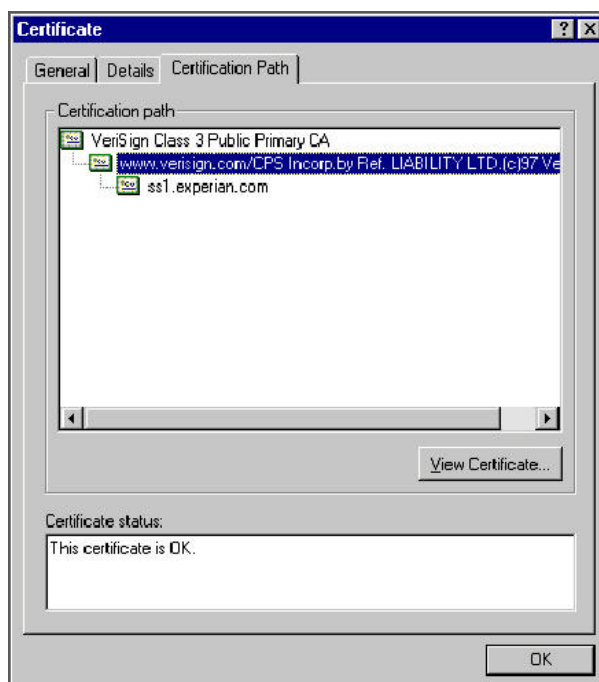 Certificate
General
Details
Certification Path
Certification path
VeriSign Class 3 Public Primary CA
www.verisign.com/CPS Incorp.by Ref. LIABILITY LTD.(c)97 Ve
ss1.experian.com
View Certificate...
Certificate status:
This certificate is OK.
OK